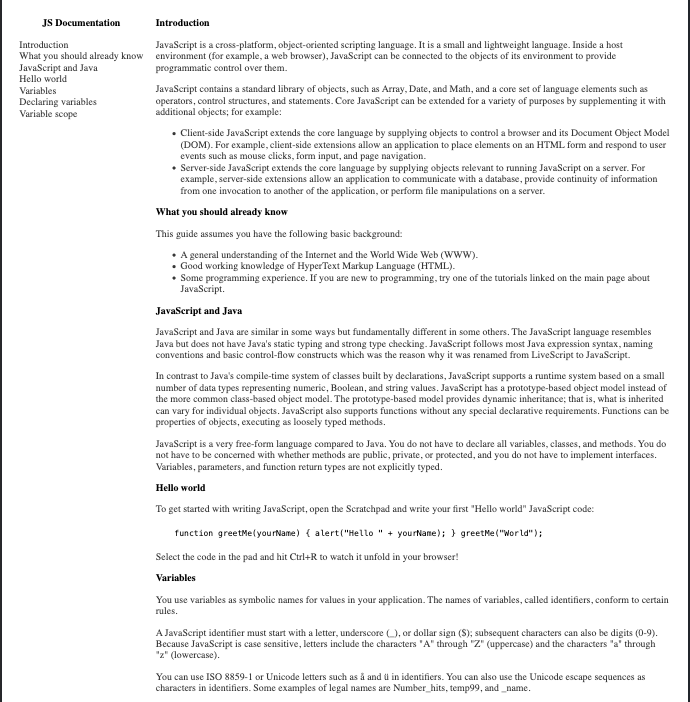 JS Documentation
Introduction
What you should already know
JavaScript and Java
Hello world
Variables
Declaring variables
Variable scope
Introduction
JavaScript is a cross-platform, object-oriented scripting language. It is a small and lightweight language. Inside a host
environment (for example, a web browser), JavaScript can be connected to the objects of its environment to provide
programmatic control over them.
JavaScript contains a standard library of objects, such as Array, Date, and Math, and a core set of language elements such as
operators, control structures, and statements. Core JavaScript can be extended for a variety of purposes by supplementing it with
additional objects; for example:
• Client-side JavaScript extends the core language by supplying objects to control a browser and its Document Object Model
(DOM). For example, client-side extensions allow an application to place elements on an HTML form and respond to user
events such as mouse clicks, form input, and page navigation.
• Server-side JavaScript extends the core language by supplying objects relevant to running JavaScript on a server. For
example, server-side extensions allow an application to communicate with a database, provide continuity of information
from one invocation to another of the application, or perform file manipulations on a server.
What you should already know
This guide assumes you have the following basic background:
• A general understanding of the Internet and the World Wide Web (WWW).
• Good working knowledge of HyperText Markup Language (HTML).
• Some programming experience. If you are new to programming, try one of the tutorials linked on the main page about
JavaScript.
JavaScript and Java
JavaScript and Java are similar in some ways but fundamentally different in some others. The JavaScript language resembles
Java but does not have Java's static typing and strong type checking. JavaScript follows most Java expression syntax, naming
conventions and basic control-flow constructs which was the reason why it was renamed from LiveScript to JavaScript.
In contrast to Java's compile-time system of classes built by declarations, JavaScript supports a runtime system based on a small
number of data types representing numeric, Boolean, and string values. JavaScript has a prototype-based object model instead of
the more common class-based object model. The prototype-based model provides dynamic inheritance; that is, what is inherited
can vary for individual objects. JavaScript also supports functions without any special declarative requirements. Functions can be
properties of objects, executing as loosely typed methods.
JavaScript is a very free-form language compared to Java. You do not have to declare all variables, classes, and methods. You do
not have to be concerned with whether methods are public, private, or protected, and you do not have to implement interfaces.
Variables, parameters, and function return types are not explicitly typed.
Hello world
To get started with writing JavaScript, open the Scratchpad and write your first "Hello world" JavaScript code:
function greetMe(yourName) { alert("Hello " + yourName); } greetMe("World");
Select the code in the pad and hit Ctrl+R to watch it unfold in your browser!
Variables
You use variables as symbolic names for values in your application. The names of variables, called identifiers, conform to certain
rules.
A JavaScript identifier must start with a letter, underscore (_), or dollar sign ($); subsequent characters can also be digits (0-9).
Because JavaScript is case sensitive, letters include the characters "A" through "Z" (uppercase) and the characters "a" through
"z" (lowercase).
You can use ISO 8859-1 or Unicode letters such as å and ü in identifiers. You can also use the Unicode escape sequences as
characters in identifiers. Some examples of legal names are Number_hits, temp99, and _name.